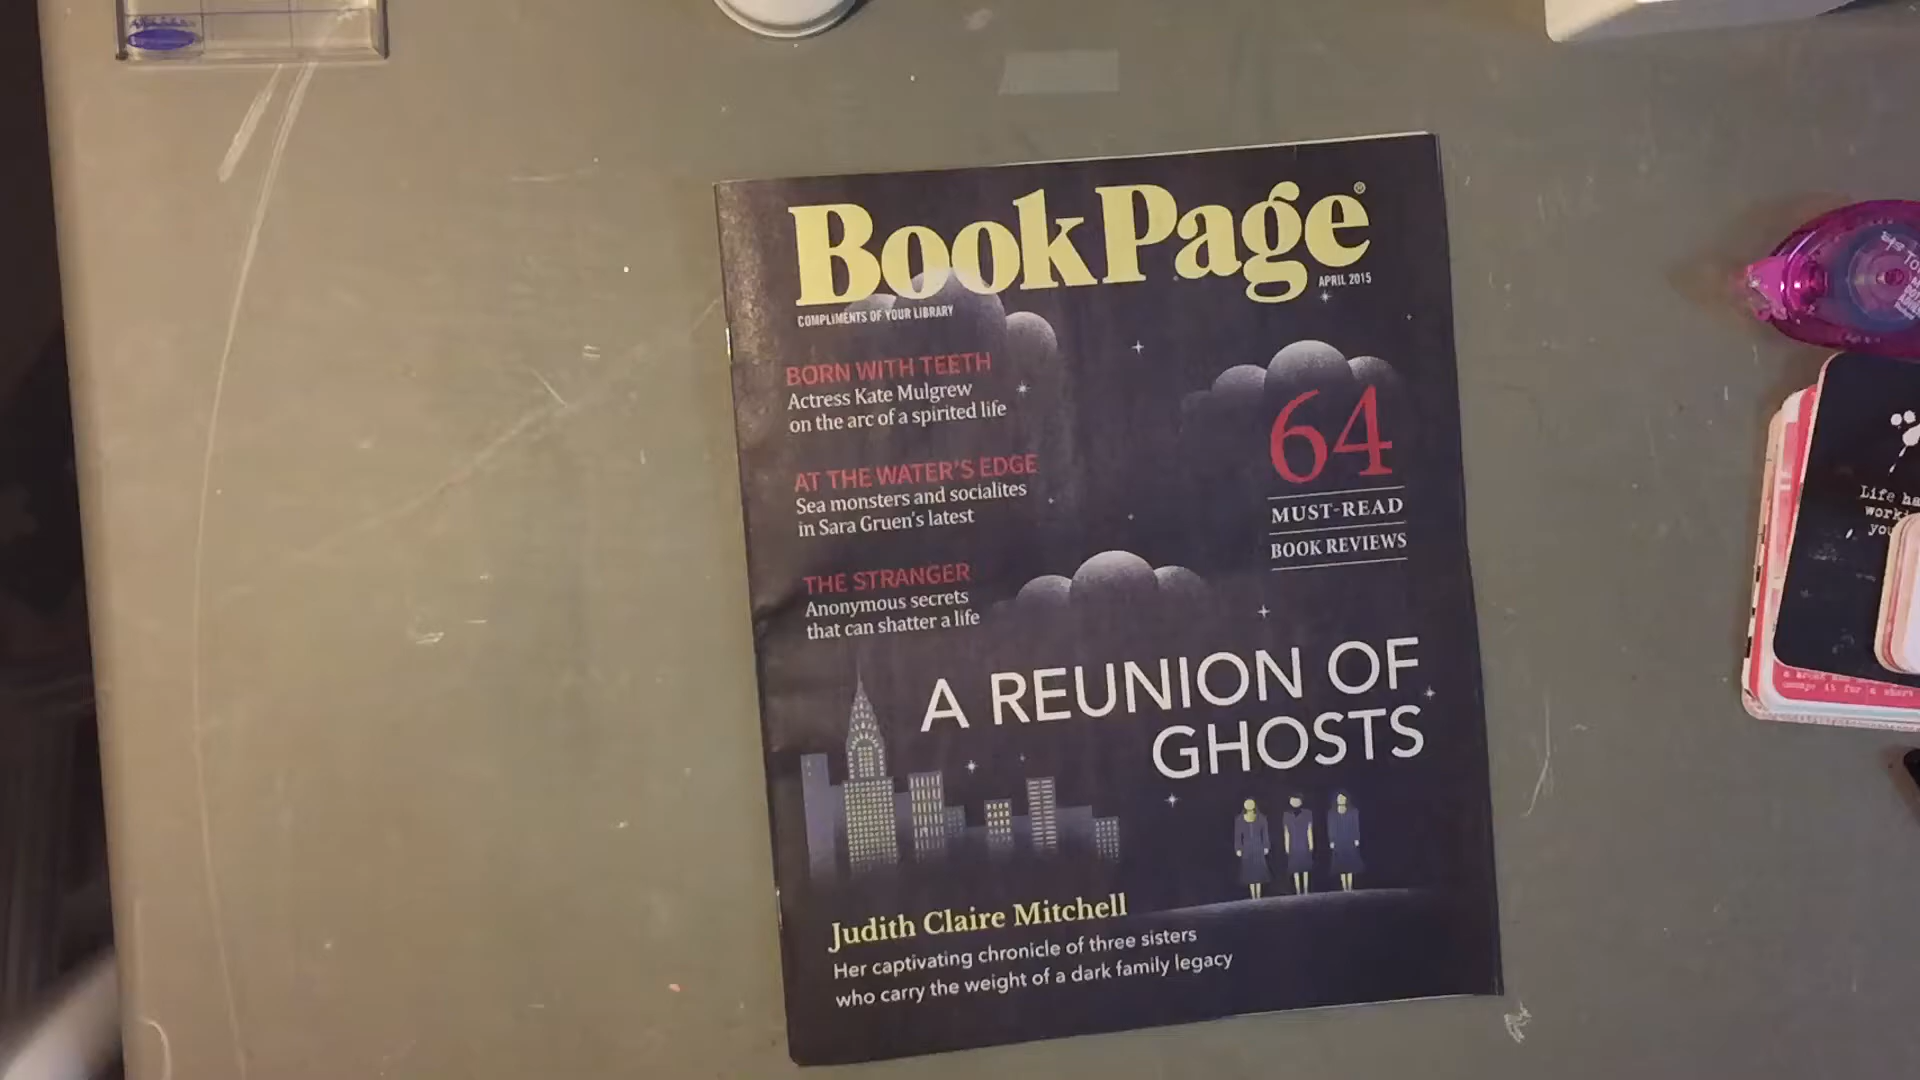 BookPage®
APRIL 2015
COMPLIMENTS OF YOUR LIBRARY
BORN WITH TEETH
Actress Kate Mulgrew
on the arc of a spirited life
AT THE WATER'S EDGE
Sea monsters and socialites
in Sara Gruen's latest
THE STRANGER
Anonymous secrets
that can shatter a life
64
MUST-READ
BOOK REVIEWS
A REUNION OF
GHOSTS
Judith Claire Mitchell
Her captivating chronicle of three sisters
who carry the weight of a dark family legacy
Life ha
work
you